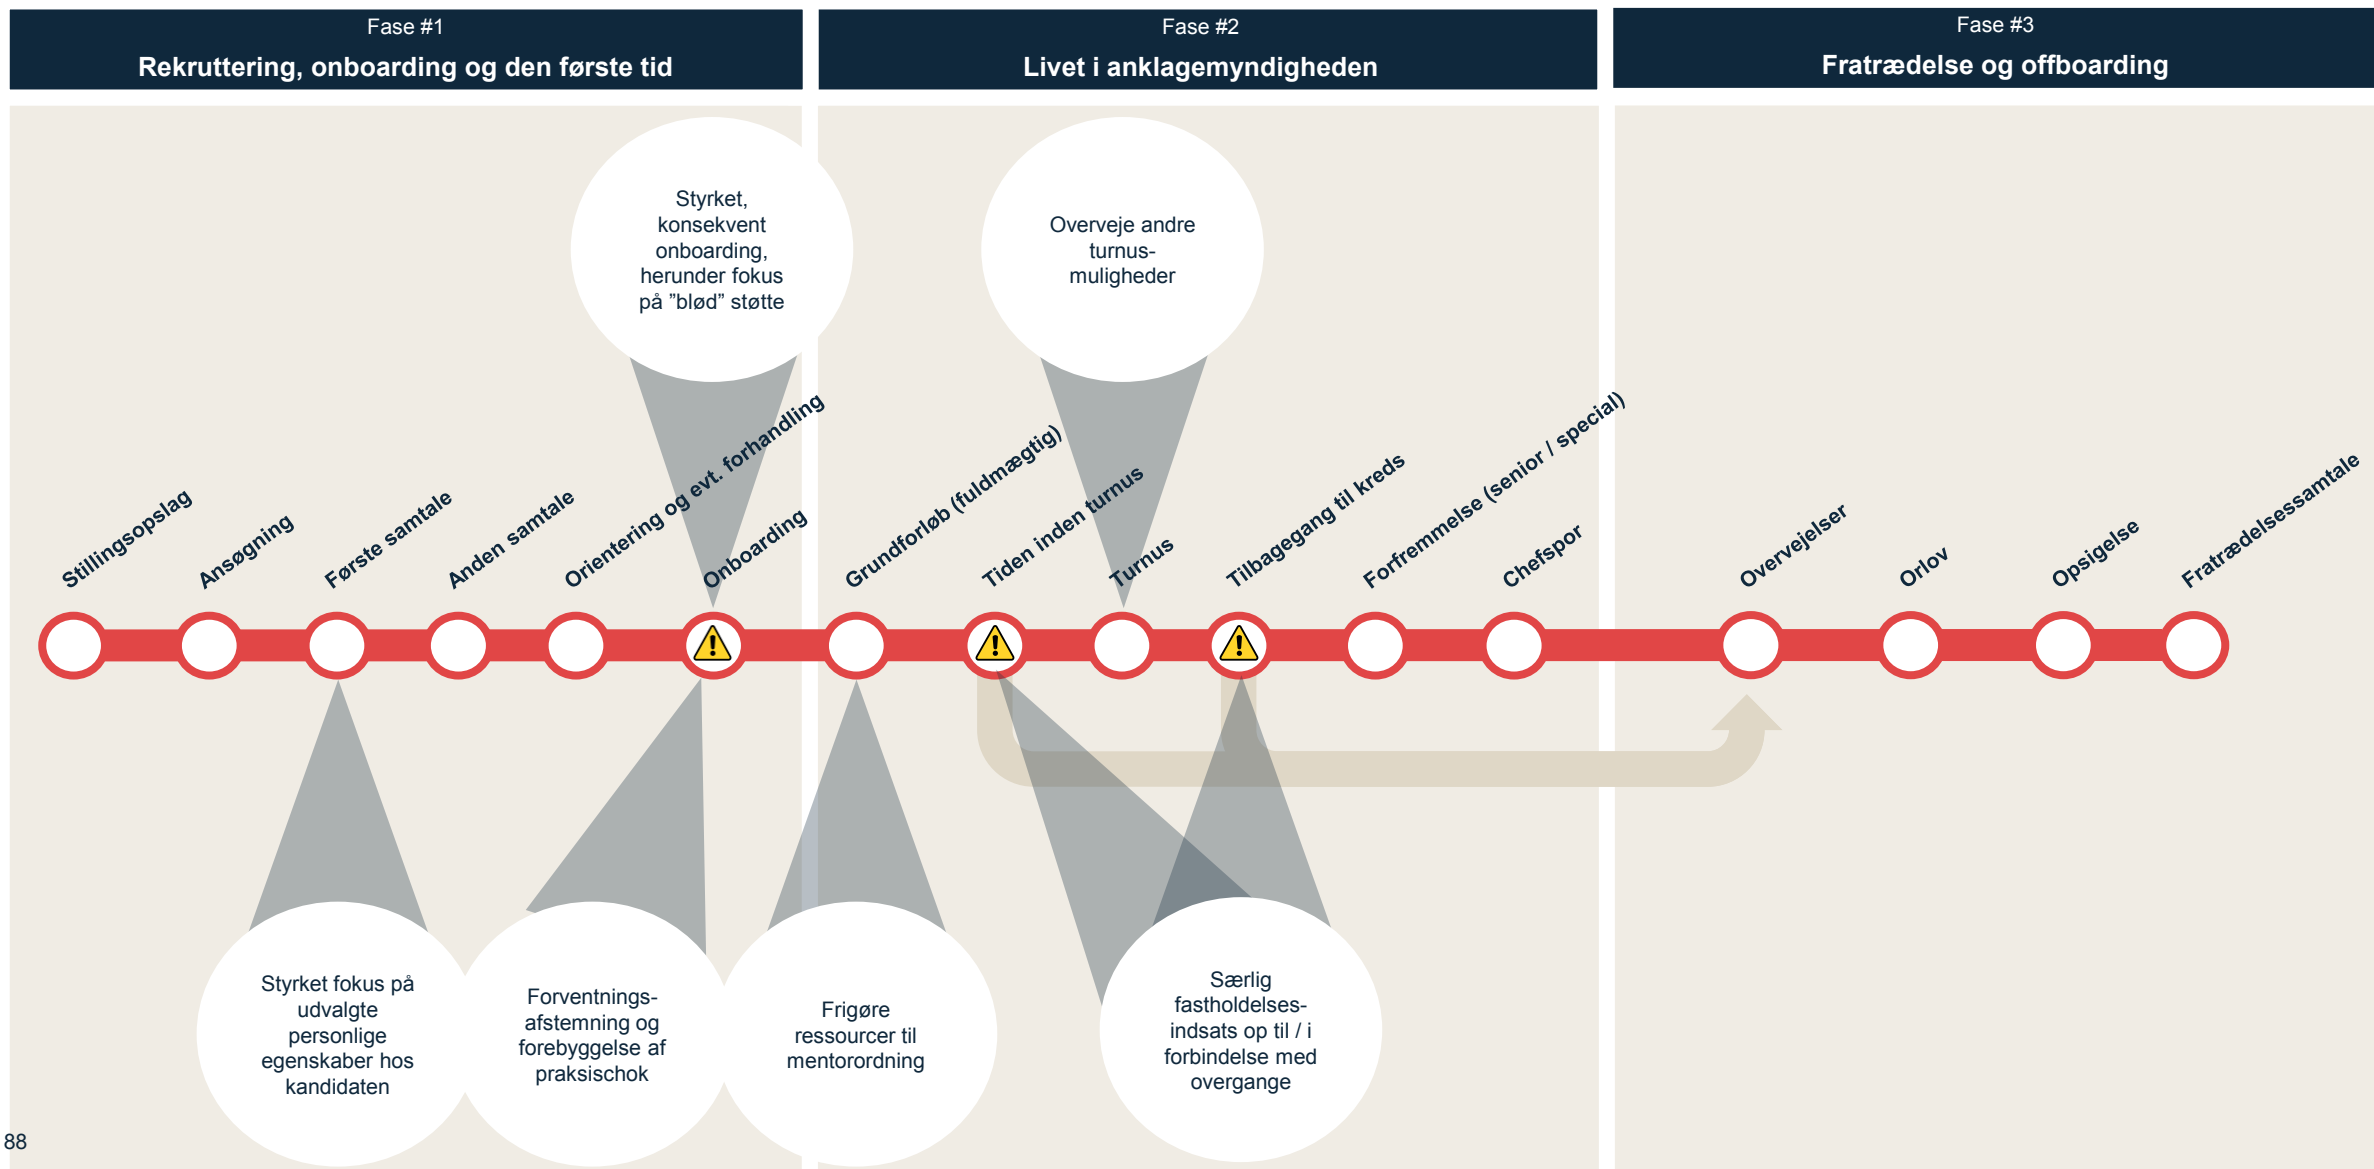 Fase #1
Rekruttering, onboarding og den første tid
Fase #2
Livet i anklagemyndigheden
Fase #3
Fratrædelse og offboarding
Styrket,
konsekvent
onboarding,
herunder fokus
på ”blød” støtte
Overveje andre
turnus-
muligheder
Stillingsopslag
Ansøgning
Første samtale
Anden samtale
Orientering og evt. forhandling
Onboarding
Grundforløb (fuldmægtig)
Tiden inden turnus
Turnus
Tilbagegang til kreds
Forfremmelse (senior / special)
Chefspor
Overvejelser
Orlov
Opsigelse
Fratrædelsessamtale
Styrket fokus på
udvalgte
personlige
egenskaber hos
kandidaten
Forventnings-
afstemning og
forebyggelse af
praksischok
Frigøre
ressourcer til
mentorordning
Særlig
fastholdelses-
indsats op til / i
forbindelse med
overgange
88